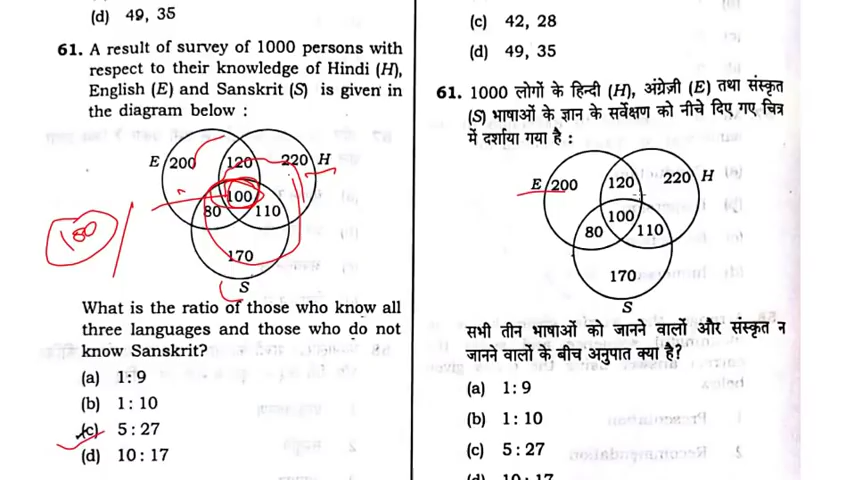 (d) 49, 35
61. A result of survey of 1000 persons with
respect to their knowledge of Hindi (H),
English (E) and Sanskrit (S) is given in
the diagram below :
E 200 120 220 H
100
80 110
170
S
180
What is the ratio of those who know all
three languages and those who do not
know Sanskrit?
(a) 1 : 9
(b) 1 : 10
(c) 5 : 27
(d) 10 : 17
(c) 42, 28
(d) 49, 35
61. 1000 लोगों के हिन्दी (H), अंग्रेज़ी (E) तथा संस्कृत
(S) भाषाओं के ज्ञान के सर्वेक्षण को नीचे दिए गए चित्र
में दर्शाया गया है :
E 200 120 220 H
100
80 110
170
S
सभी तीन भाषाओं को जानने वालों और संस्कृत न
जानने वालों के बीच अनुपात क्या है?
(a) 1 : 9
(b) 1 : 10
(c) 5 : 27
(d) 10 : 17